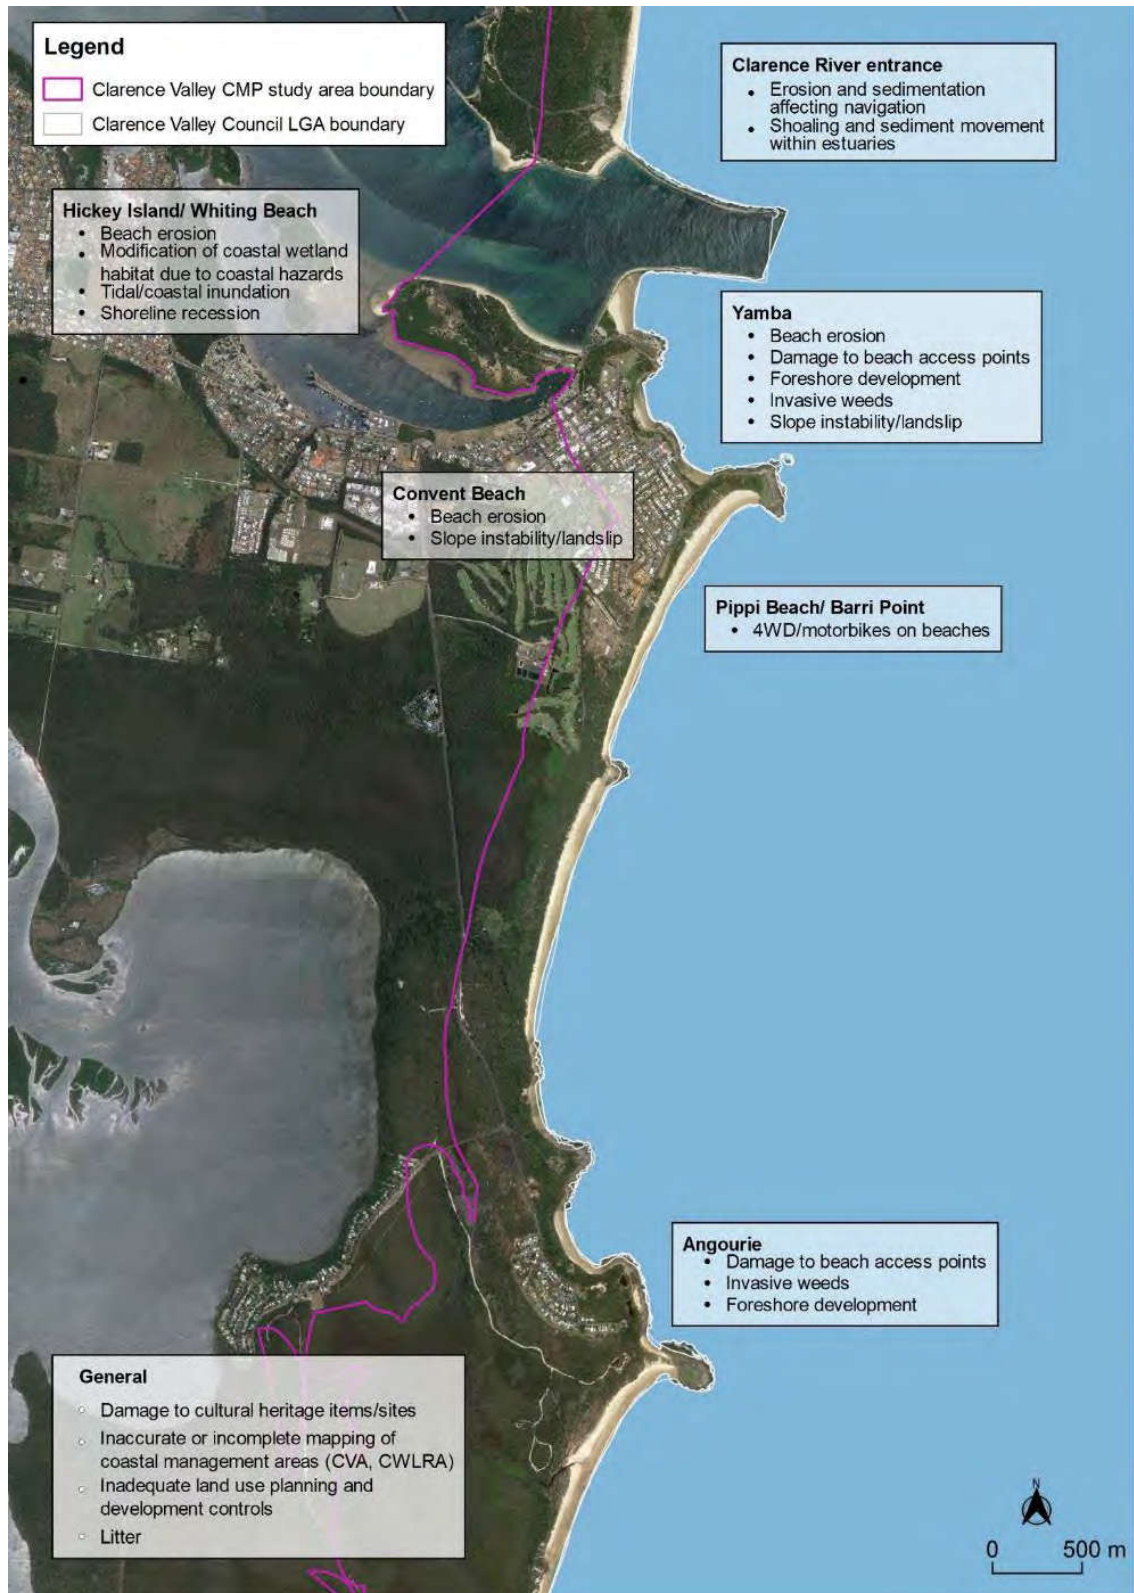 Legend
Clarence Valley CMP study area boundary
Clarence Valley Council LGA boundary
Clarence River entrance
• Erosion and sedimentation
affecting navigation
• Shoaling and sediment movement
within estuaries
Hickey Island/ Whiting Beach
• Beach erosion
• Modification of coastal wetland
habitat due to coastal hazards
• Tidal/coastal inundation
• Shoreline recession
Yamba
• Beach erosion
• Damage to beach access points
• Foreshore development
• Invasive weeds
• Slope instability/landslip
Convent Beach
• Beach erosion
• Slope instability/landslip
Pippi Beach/ Barri Point
• 4WD/motorbikes on beaches
Angourie
• Damage to beach access points
• Invasive weeds
• Foreshore development
General
◦ Damage to cultural heritage items/sites
◦ Inaccurate or incomplete mapping of
coastal management areas (CVA, CWLRA)
◦ Inadequate land use planning and
development controls
◦ Litter
N
0 500 m